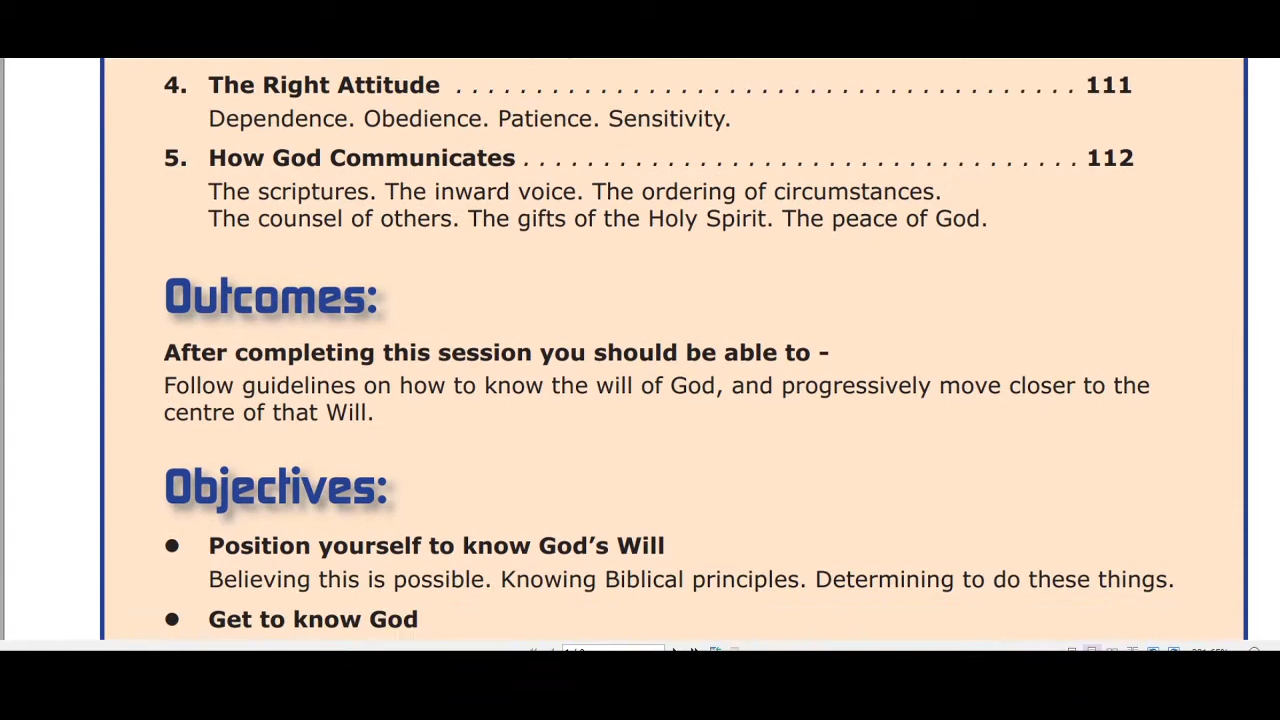 4. The Right Attitude . . . . . . . . . . . . . . . . . . . . . . . . . . . . . . . . . . . . . . . 111
Dependence. Obedience. Patience. Sensitivity.
5. How God Communicates . . . . . . . . . . . . . . . . . . . . . . . . . . . . . . . . . . . 112
The scriptures. The inward voice. The ordering of circumstances.
The counsel of others. The gifts of the Holy Spirit. The peace of God.
Outcomes:
After completing this session you should be able to -
Follow guidelines on how to know the will of God, and progressively move closer to the
centre of that Will.
Objectives:
● Position yourself to know God's Will
Believing this is possible. Knowing Biblical principles. Determining to do these things.
● Get to know God